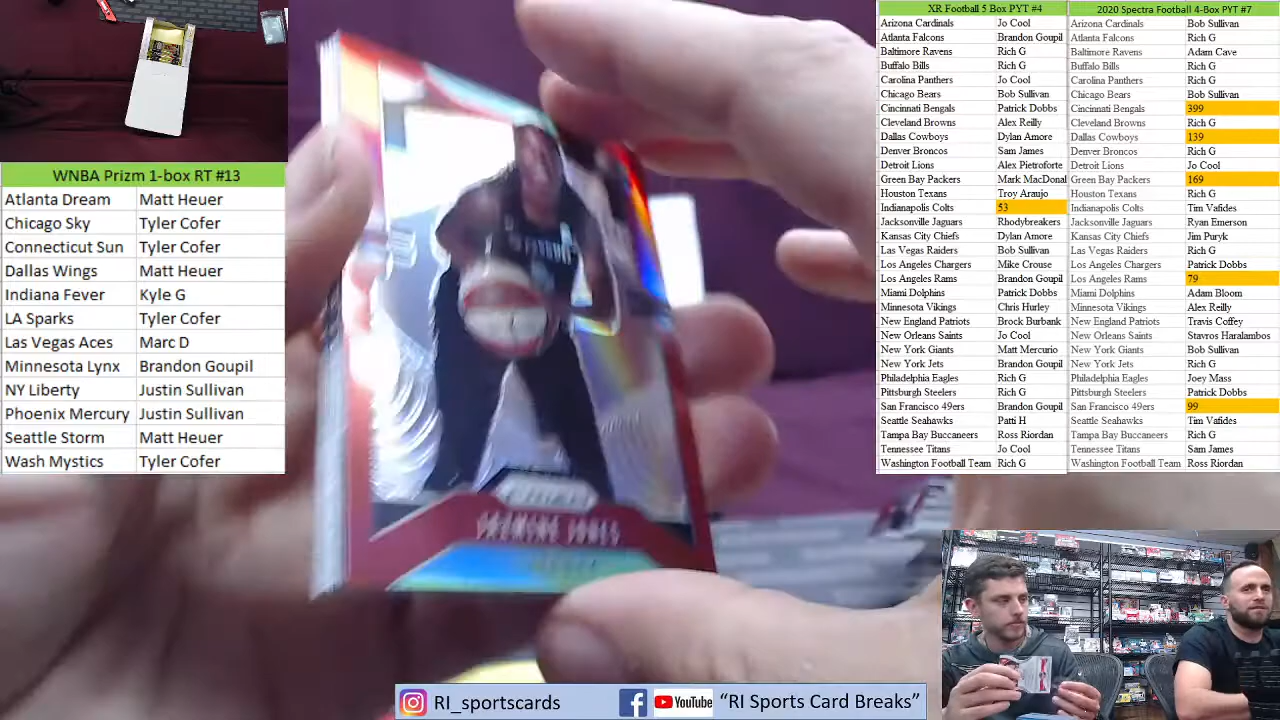 WNBA Prizm 1-box RT #13
Atlanta Dream Matt Heuer
Chicago Sky Tyler Cofer
Connecticut Sun Tyler Cofer
Dallas Wings Matt Heuer
Indiana Fever Kyle G
LA Sparks Tyler Cofer
Las Vegas Aces Marc D
Minnesota Lynx Brandon Goupil
NY Liberty Justin Sullivan
Phoenix Mercury Justin Sullivan
Seattle Storm Matt Heuer
Wash Mystics Tyler Cofer
XR Football 5 Box PYT #4
Arizona Cardinals Jo Cool
Atlanta Falcons Brandon Goupil
Baltimore Ravens Rich G
Buffalo Bills Rich G
Carolina Panthers Jo Cool
Chicago Bears Bob Sullivan
Cincinnati Bengals Patrick Dobbs
Cleveland Browns Alex Reilly
Dallas Cowboys Dylan Amore
Denver Broncos Sam James
Detroit Lions Alex Pietroforte
Green Bay Packers Mark MacDonal
Houston Texans Troy Araujo
Indianapolis Colts 53
Jacksonville Jaguars Rhodybreakers
Kansas City Chiefs Dylan Amore
Las Vegas Raiders Bob Sullivan
Los Angeles Chargers Mike Crouse
Los Angeles Rams Brandon Goupil
Miami Dolphins Patrick Dobbs
Minnesota Vikings Chris Hurley
New England Patriots Brock Burbank
New Orleans Saints Jo Cool
New York Giants Matt Mercurio
New York Jets Brandon Goupil
Philadelphia Eagles Rich G
Pittsburgh Steelers Rich G
San Francisco 49ers Brandon Goupil
Seattle Seahawks Patti H
Tampa Bay Buccaneers Ross Riordan
Tennessee Titans Jo Cool
Washington Football Team Rich G
2020 Spectra Football 4-Box PYT #7
Arizona Cardinals Bob Sullivan
Atlanta Falcons Rich G
Baltimore Ravens Adam Cave
Buffalo Bills Rich G
Carolina Panthers Rich G
Chicago Bears Bob Sullivan
Cincinnati Bengals 399
Cleveland Browns Rich G
Dallas Cowboys 139
Denver Broncos Rich G
Detroit Lions Jo Cool
Green Bay Packers 169
Houston Texans Rich G
Indianapolis Colts Tim Vafides
Jacksonville Jaguars Ryan Emerson
Kansas City Chiefs Jim Puryk
Las Vegas Raiders Rich G
Los Angeles Chargers Patrick Dobbs
Los Angeles Rams 79
Miami Dolphins Adam Bloom
Minnesota Vikings Alex Reilly
New England Patriots Travis Coffey
New Orleans Saints Stavros Haralambos
New York Giants Bob Sullivan
New York Jets Rich G
Philadelphia Eagles Joey Mass
Pittsburgh Steelers Patrick Dobbs
San Francisco 49ers 99
Seattle Seahawks Tim Vafides
Tampa Bay Buccaneers Rich G
Tennessee Titans Sam James
Washington Football Team Ross Riordan
RI_sportscards YouTube “RI Sports Card Breaks”